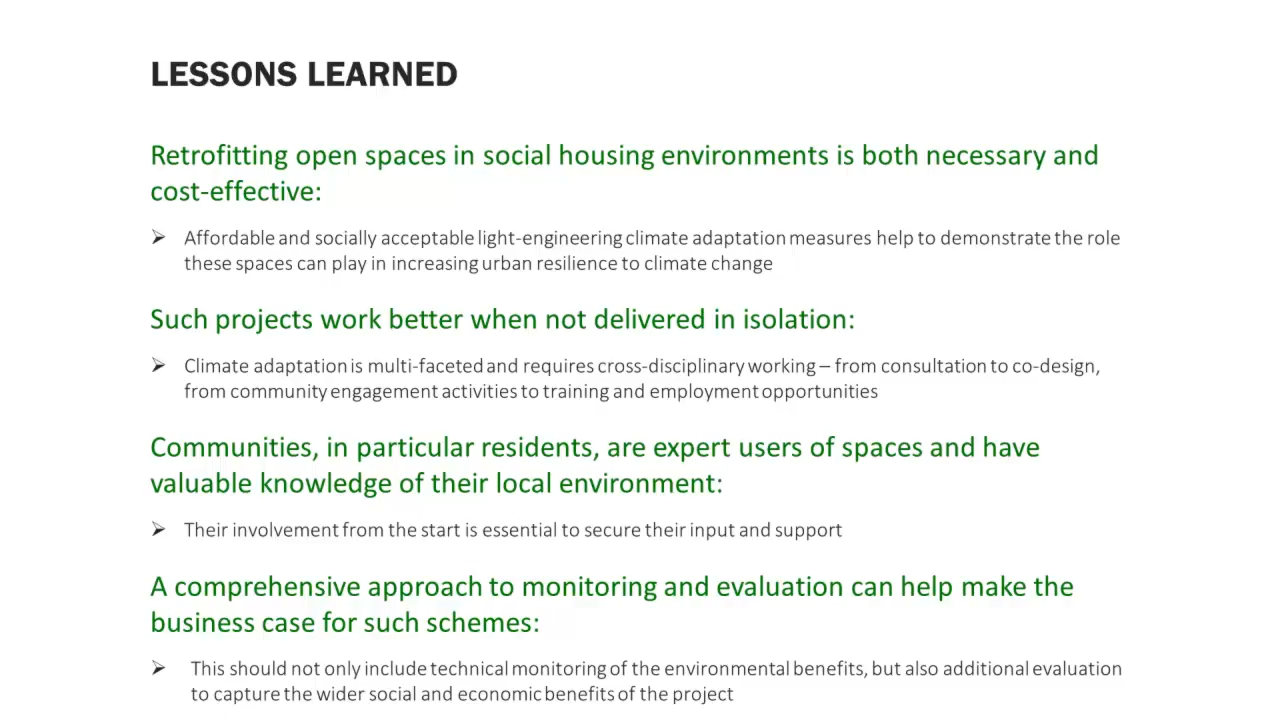 LESSONS LEARNED
Retrofitting open spaces in social housing environments is both necessary and
cost-effective:
➢ Affordable and socially acceptable light-engineering climate adaptation measures help to demonstrate the role
these spaces can play in increasing urban resilience to climate change
Such projects work better when not delivered in isolation:
➢ Climate adaptation is multi-faceted and requires cross-disciplinary working – from consultation to co-design,
from community engagement activities to training and employment opportunities
Communities, in particular residents, are expert users of spaces and have
valuable knowledge of their local environment:
➢ Their involvement from the start is essential to secure their input and support
A comprehensive approach to monitoring and evaluation can help make the
business case for such schemes:
➢ This should not only include technical monitoring of the environmental benefits, but also additional evaluation
to capture the wider social and economic benefits of the project